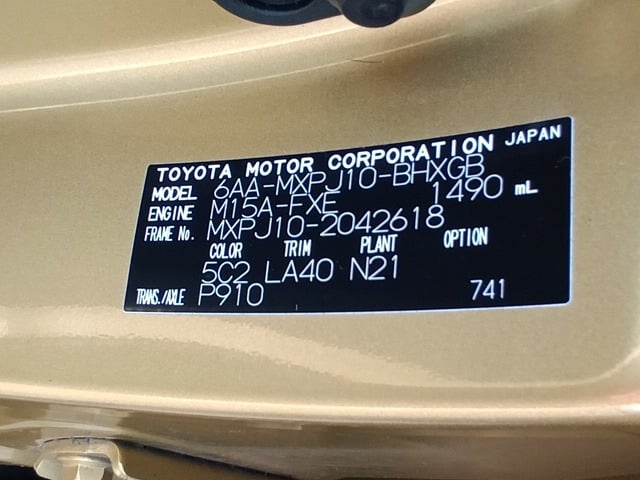 TOYOTA MOTOR CORPORATION JAPAN
MODEL 6AA-MXPJ10-BHXGB
ENGINE M15A-FXE 1490 mL
FRAME No. MXPJ10-2042618
COLOR TRIM PLANT OPTION
5C2 LA40 N21
TRANS./AXLE P910 741